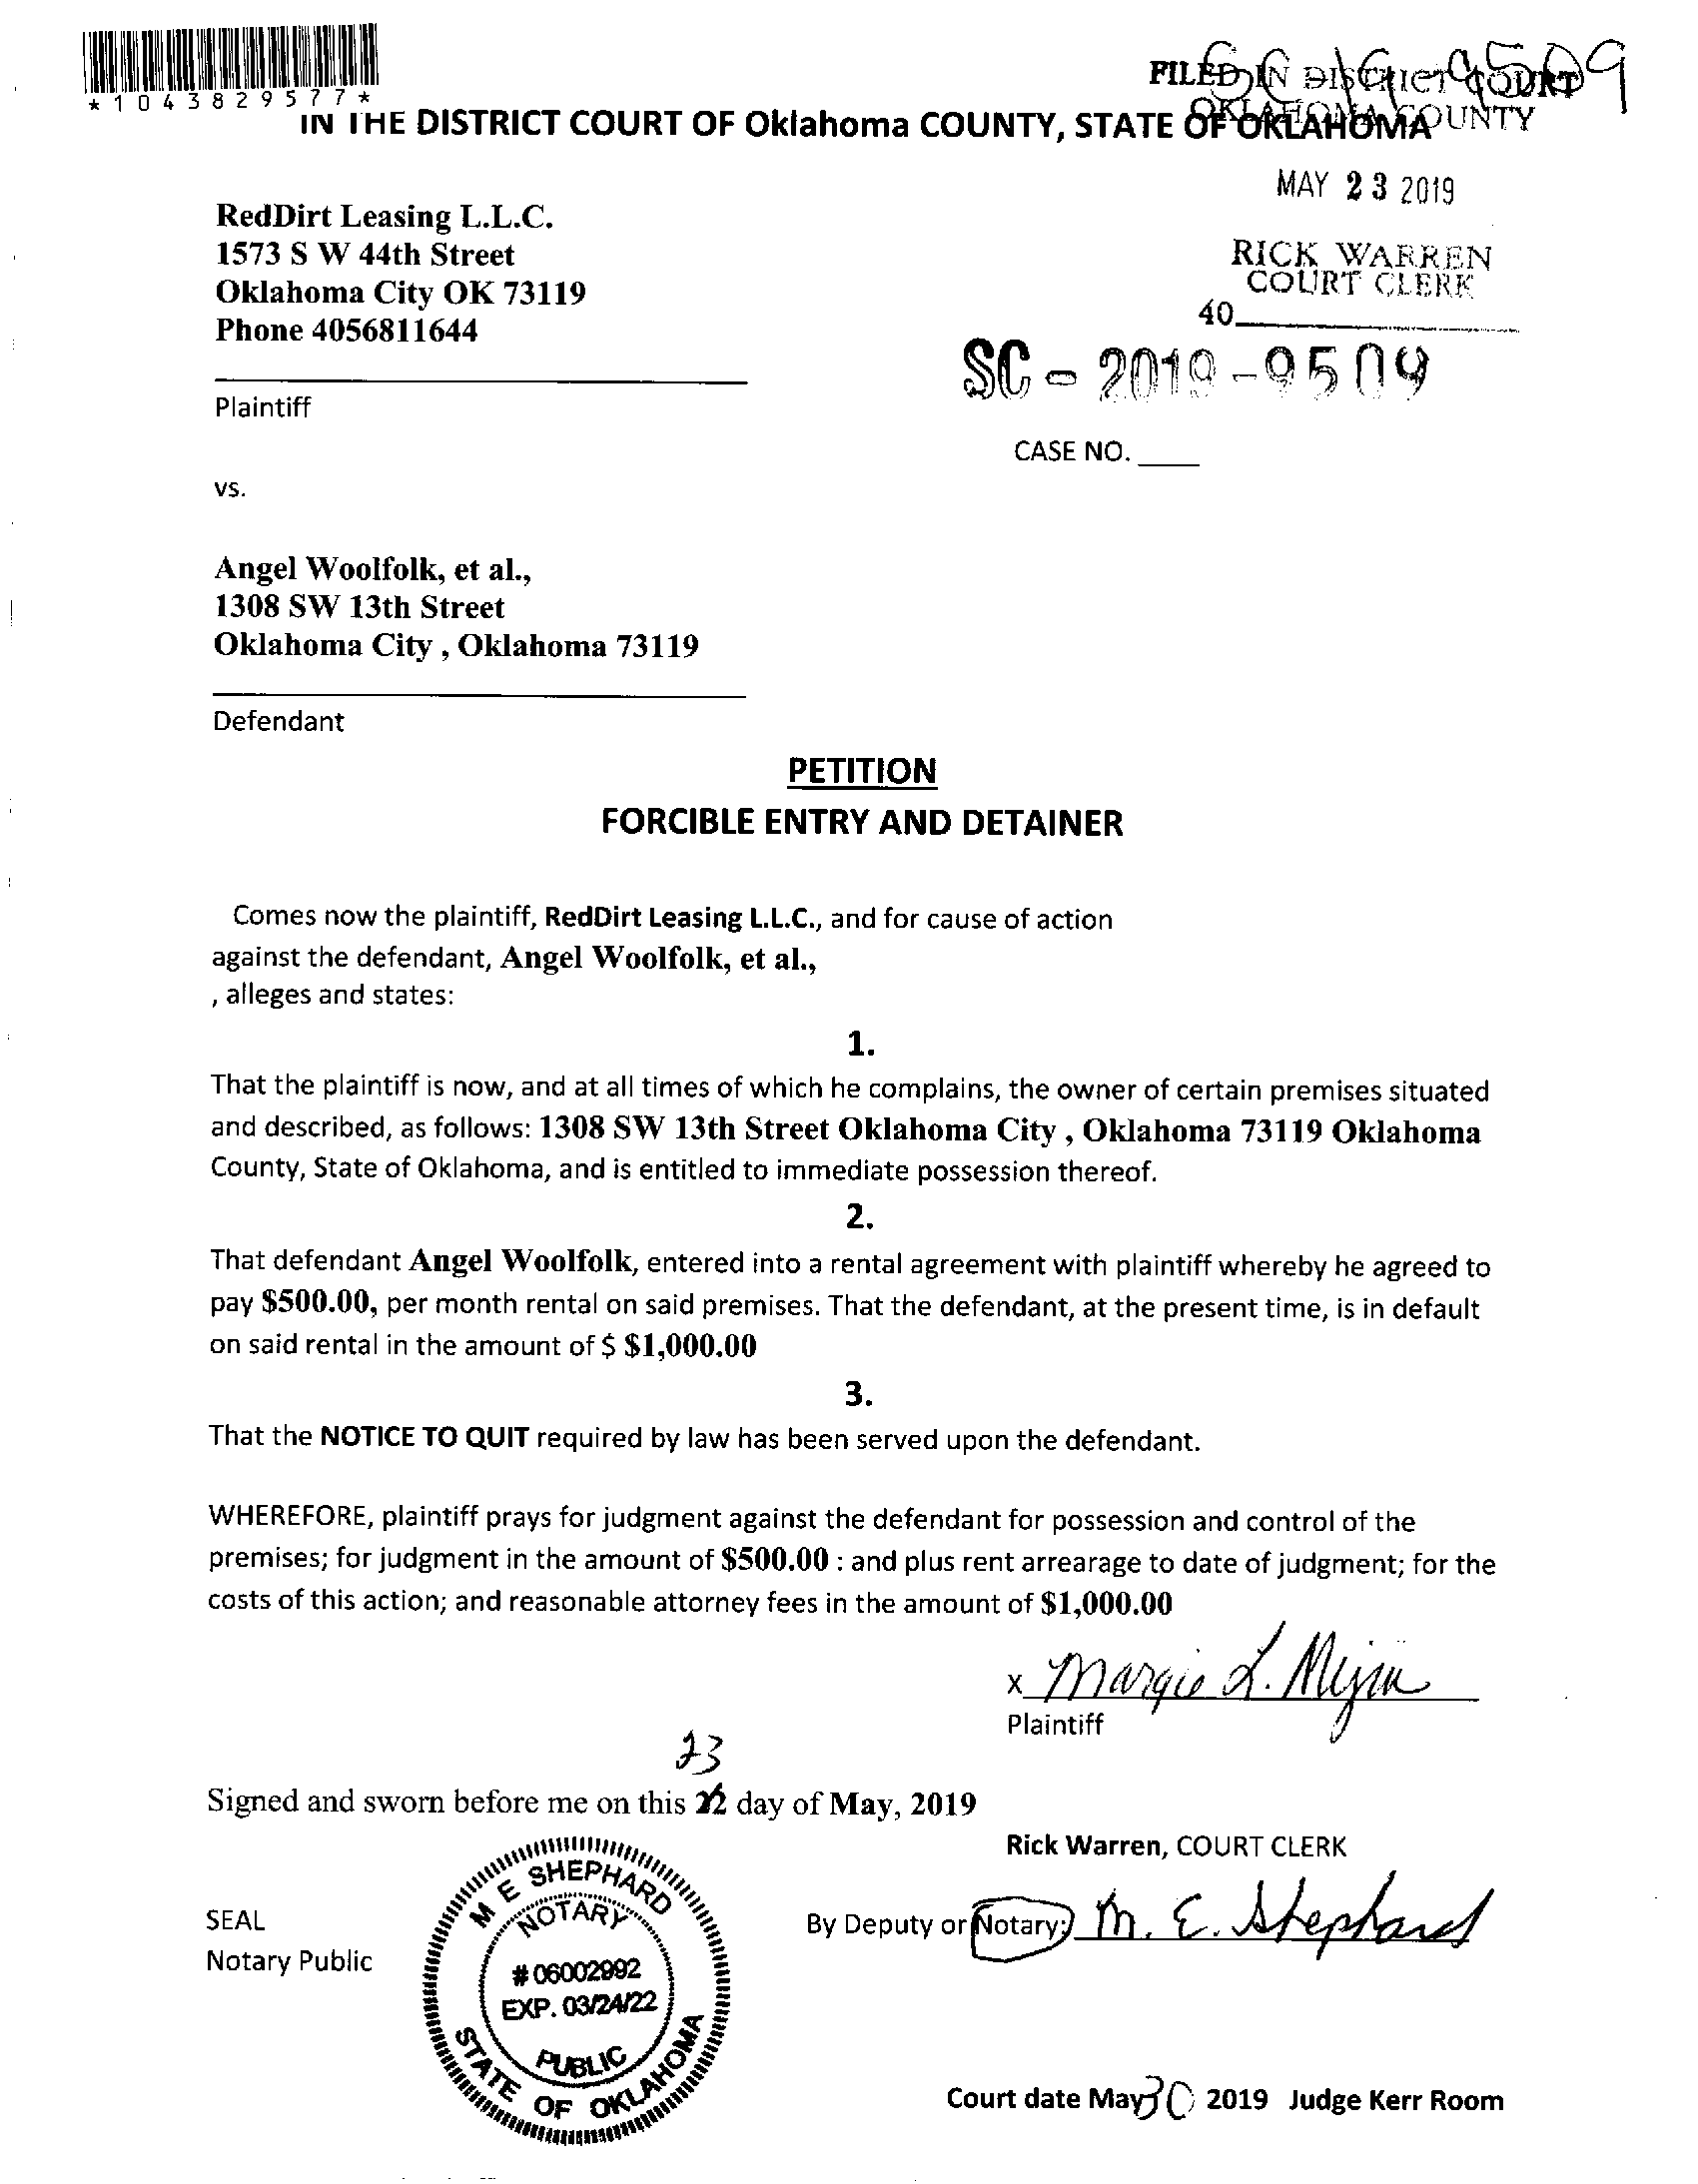 *1043829577*
SC 19-9509
FILED IN DISTRICT COURT
OKLAHOMA COUNTY
IN THE DISTRICT COURT OF Oklahoma COUNTY, STATE OF OKLAHOMA
MAY 23 2019
RICK WARREN
COURT CLERK
40
SC-2019-9509
RedDirt Leasing L.L.C.
1573 S W 44th Street
Oklahoma City OK 73119
Phone 4056811644
Plaintiff
CASE NO.
vs.
Angel Woolfolk, et al.,
1308 SW 13th Street
Oklahoma City , Oklahoma 73119
Defendant
PETITION
FORCIBLE ENTRY AND DETAINER
Comes now the plaintiff, RedDirt Leasing L.L.C., and for cause of action
against the defendant, Angel Woolfolk, et al.,
, alleges and states:
1.
That the plaintiff is now, and at all times of which he complains, the owner of certain premises situated
and described, as follows: 1308 SW 13th Street Oklahoma City , Oklahoma 73119 Oklahoma
County, State of Oklahoma, and is entitled to immediate possession thereof.
2.
That defendant Angel Woolfolk, entered into a rental agreement with plaintiff whereby he agreed to
pay $500.00, per month rental on said premises. That the defendant, at the present time, is in default
on said rental in the amount of $ $1,000.00
3.
That the NOTICE TO QUIT required by law has been served upon the defendant.
WHEREFORE, plaintiff prays for judgment against the defendant for possession and control of the
premises; for judgment in the amount of $500.00 : and plus rent arrearage to date of judgment; for the
costs of this action; and reasonable attorney fees in the amount of $1,000.00
x Margie L.
Plaintiff
23
Signed and sworn before me on this 22 day of May, 2019
Rick Warren, COURT CLERK
SEAL
Notary Public
By Deputy or Notary; M. E. Shephard
M E SHEPHARD
NOTARY
# 06002992
EXP. 03/24/22
PUBLIC
STATE OF OKLAHOMA
Court date May 30 2019 Judge Kerr Room